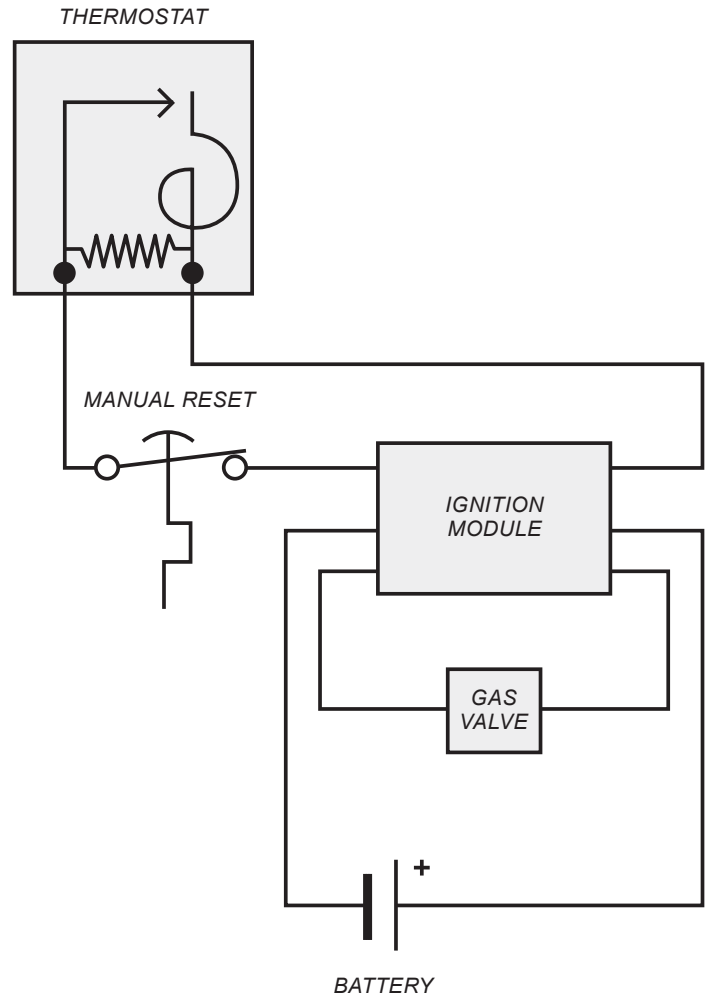 THERMOSTAT
MANUAL RESET
IGNITION
MODULE
GAS
VALVE
+
BATTERY